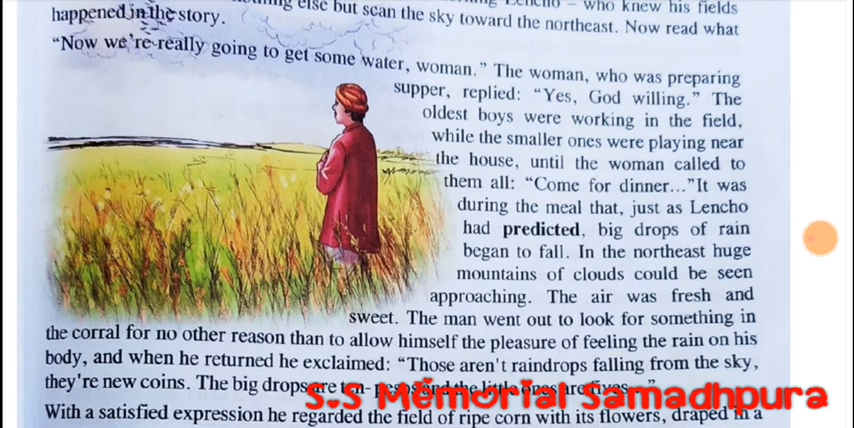 else but scan the sky toward the northeast. Now read what
who knew his fields
happened in the story.
“Now we’re really going to get some water, woman.” The woman, who was preparing
supper, replied: “Yes, God willing.” The
oldest boys were working in the field,
while the smaller ones were playing near
the house, until the woman called to
them all: “Come for dinner...”It was
during the meal that, just as Lencho
had predicted, big drops of rain
began to fall. In the northeast huge
mountains of clouds could be seen
approaching. The air was fresh and
sweet. The man went out to look for something in
the corral for no other reason than to allow himself the pleasure of feeling the rain on his
body, and when he returned he exclaimed: “Those aren't raindrops falling from the sky,
they're new coins. The big drops are ten-
S.S Memorial Samadhpura
With a satisfied expression he regarded the field of ripe corn with its flowers, draped in a